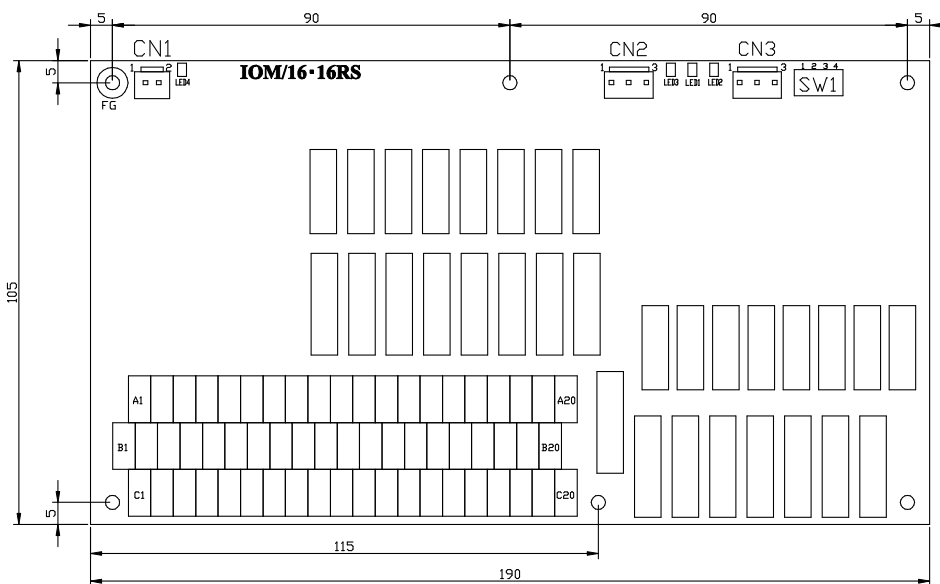 5 90 90 5
CN1 CN2 CN3
1 2 LED4 IOM/16·16RS 1 3 LED3 LED1 LED2 1 3 1 2 3 4
5 SW1
FG
105
A1 A20
B1 B20
C1 C20
5
115
190